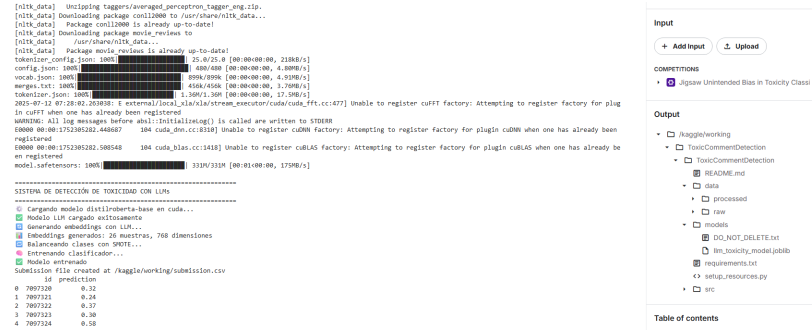 [nltk_data]   Unzipping taggers/averaged_perceptron_tagger_eng.zip.
[nltk_data] Downloading package conll2000 to /usr/share/nltk_data...
[nltk_data]   Package conll2000 is already up-to-date!
[nltk_data] Downloading package movie_reviews to
[nltk_data]     /usr/share/nltk_data...
[nltk_data]   Package movie_reviews is already up-to-date!
tokenizer_config.json: 100% 25.0/25.0 [00:00<00:00, 218kB/s]
config.json: 100% 480/480 [00:00<00:00, 4.80MB/s]
vocab.json: 100% 899k/899k [00:00<00:00, 4.91MB/s]
merges.txt: 100% 456k/456k [00:00<00:00, 3.76MB/s]
tokenizer.json: 100% 1.36M/1.36M [00:00<00:00, 17.5MB/s]
2025-07-12 07:28:02.263038: E external/local_xla/xla/stream_executor/cuda/cuda_fft.cc:477] Unable to register cuFFT factory: Attempting to register factory for plug
in cuFFT when one has already been registered
WARNING: All log messages before absl::InitializeLog() is called are written to STDERR
E0000 00:00:1752305282.448687     104 cuda_dnn.cc:8310] Unable to register cuDNN factory: Attempting to register factory for plugin cuDNN when one has already been
registered
E0000 00:00:1752305282.508548     104 cuda_blas.cc:1418] Unable to register cuBLAS factory: Attempting to register factory for plugin cuBLAS when one has already be
en registered
model.safetensors: 100% 331M/331M [00:01<00:00, 175MB/s]
============================================================
SISTEMA DE DETECCIÓN DE TOXICIDAD CON LLMs
============================================================
Cargando modelo distilroberta-base en cuda...
Modelo LLM cargado exitosamente
Generando embeddings con LLM...
Embeddings generados: 26 muestras, 768 dimensiones
Balanceando clases con SMOTE...
Entrenando clasificador...
Modelo entrenado
Submission file created at /kaggle/working/submission.csv
id prediction
0 7097320 0.32
1 7097321 0.24
2 7097322 0.37
3 7097323 0.30
4 7097324 0.58
Input
+ Add Input
Upload
COMPETITIONS
Jigsaw Unintended Bias in Toxicity Classi
Output
/kaggle/working
ToxicCommentDetection
ToxicCommentDetection
README.md
data
processed
raw
models
DO_NOT_DELETE.txt
llm_toxicity_model.joblib
requirements.txt
setup_resources.py
src
Table of contents